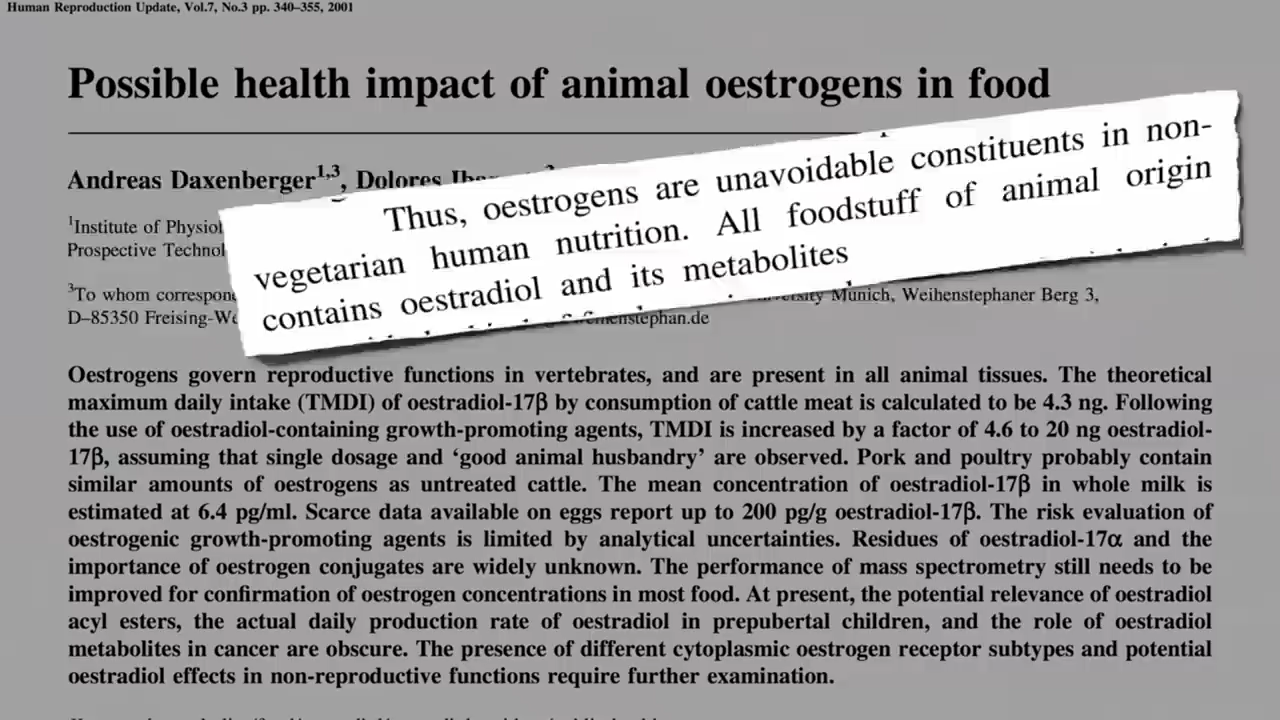 Human Reproduction Update, Vol.7, No.3 pp. 340–355, 2001
Possible health impact of animal oestrogens in food
Andreas Daxenberger1,3, Dolores
Thus, oestrogens are unavoidable constituents in non-
vegetarian human nutrition. All foodstuff of animal origin
contains oestradiol and its metabolites
1Institute of
Prospective
3To whom
Munich, Weihenstephaner Berg 3,
D–85350
Oestrogens govern reproductive functions in vertebrates, and are present in all animal tissues. The theoretical
maximum daily intake (TMDI) of oestradiol-17β by consumption of cattle meat is calculated to be 4.3 ng. Following
the use of oestradiol-containing growth-promoting agents, TMDI is increased by a factor of 4.6 to 20 ng oestradiol-
17β, assuming that single dosage and ‘good animal husbandry’ are observed. Pork and poultry probably contain
similar amounts of oestrogens as untreated cattle. The mean concentration of oestradiol-17β in whole milk is
estimated at 6.4 pg/ml. Scarce data available on eggs report up to 200 pg/g oestradiol-17β. The risk evaluation of
oestrogenic growth-promoting agents is limited by analytical uncertainties. Residues of oestradiol-17α and the
importance of oestrogen conjugates are widely unknown. The performance of mass spectrometry still needs to be
improved for confirmation of oestrogen concentrations in most food. At present, the potential relevance of oestradiol
acyl esters, the actual daily production rate of oestradiol in prepubertal children, and the role of oestradiol
metabolites in cancer are obscure. The presence of different cytoplasmic oestrogen receptor subtypes and potential
oestradiol effects in non-reproductive functions require further examination.